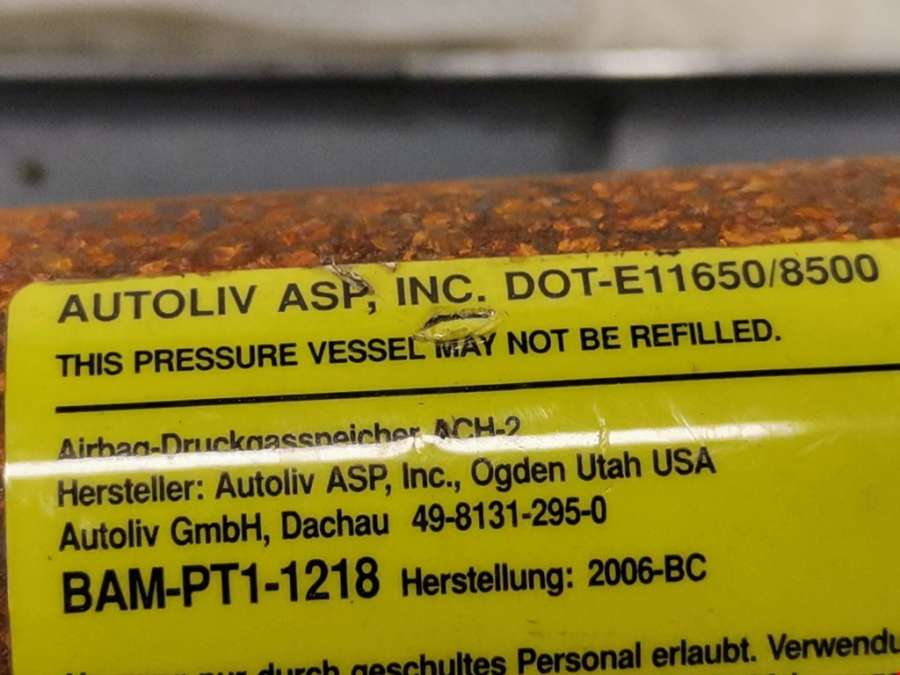 AUTOLIV ASP, INC. DOT-E11650/8500
THIS PRESSURE VESSEL MAY NOT BE REFILLED.
Airbag-Druckgasspeicher ACH-2
Hersteller: Autoliv ASP, Inc., Ogden Utah USA
Autoliv GmbH, Dachau 49-8131-295-0
BAM-PT1-1218 Herstellung: 2006-BC
nur durch geschultes Personal erlaubt.